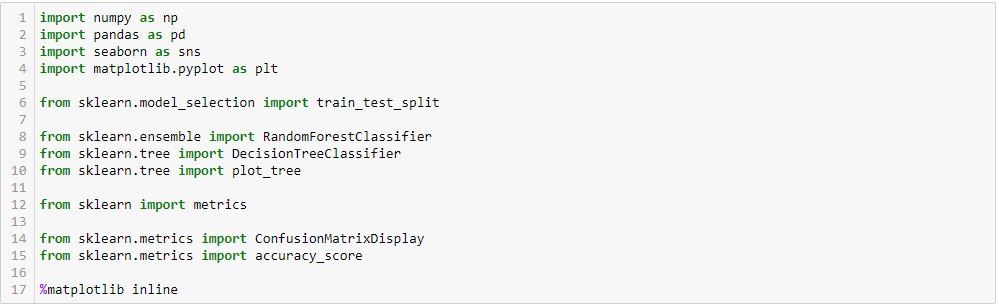 1 import numpy as np
2 import pandas as pd
3 import seaborn as sns
4 import matplotlib.pyplot as plt
5
6 from sklearn.model_selection import train_test_split
7
8 from sklearn.ensemble import RandomForestClassifier
9 from sklearn.tree import DecisionTreeClassifier
10 from sklearn.tree import plot_tree
11
12 from sklearn import metrics
13
14 from sklearn.metrics import ConfusionMatrixDisplay
15 from sklearn.metrics import accuracy_score
16
17 %matplotlib inline